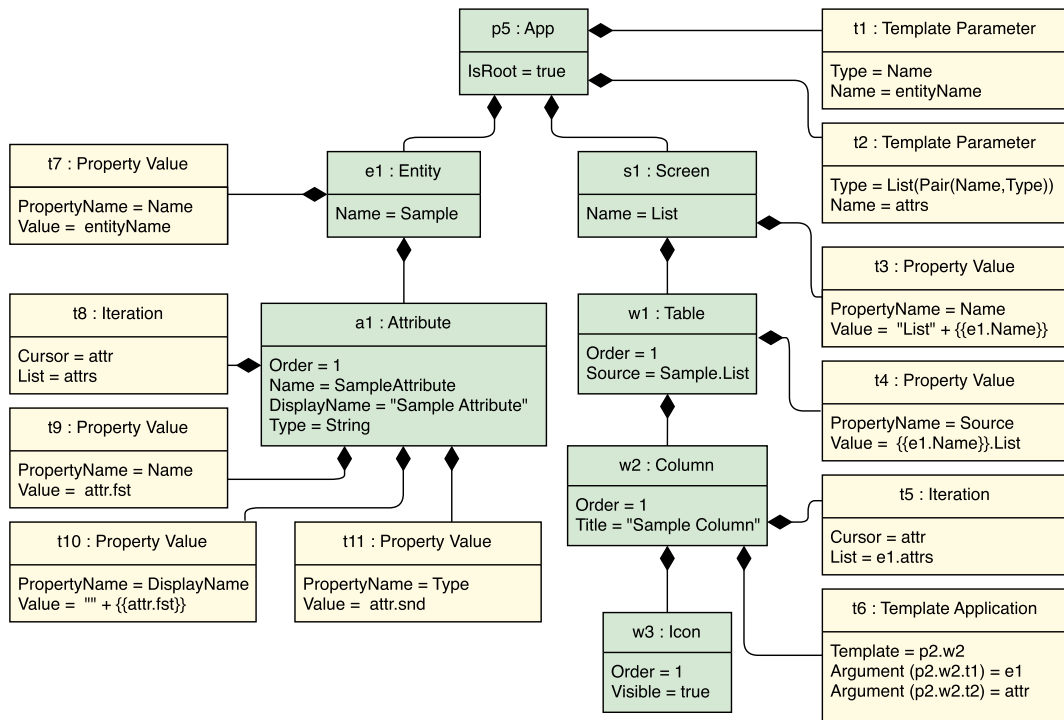 p5 : App
IsRoot = true
t1 : Template Parameter
Type = Name
Name = entityName
t2 : Template Parameter
Type = List(Pair(Name,Type))
Name = attrs
t7 : Property Value
PropertyName = Name
Value =  entityName
e1 : Entity
Name = Sample
s1 : Screen
Name = List
t3 : Property Value
PropertyName = Name
Value =  "List" + {{e1.Name}}
t8 : Iteration
Cursor = attr
List = attrs
a1 : Attribute
Order = 1
Name = SampleAttribute
DisplayName = "Sample Attribute"
Type = String
w1 : Table
Order = 1
Source = Sample.List
t4 : Property Value
PropertyName = Source
Value =  {{e1.Name}}.List
t9 : Property Value
PropertyName = Name
Value =  attr.fst
w2 : Column
Order = 1
Title = "Sample Column"
t5 : Iteration
Cursor = attr
List = e1.attrs
t10 : Property Value
PropertyName = DisplayName
Value =  "" + {{attr.fst}}
t11 : Property Value
PropertyName = Type
Value =  attr.snd
w3 : Icon
Order = 1
Visible = true
t6 : Template Application
Template = p2.w2
Argument (p2.w2.t1) = e1
Argument (p2.w2.t2) = attr